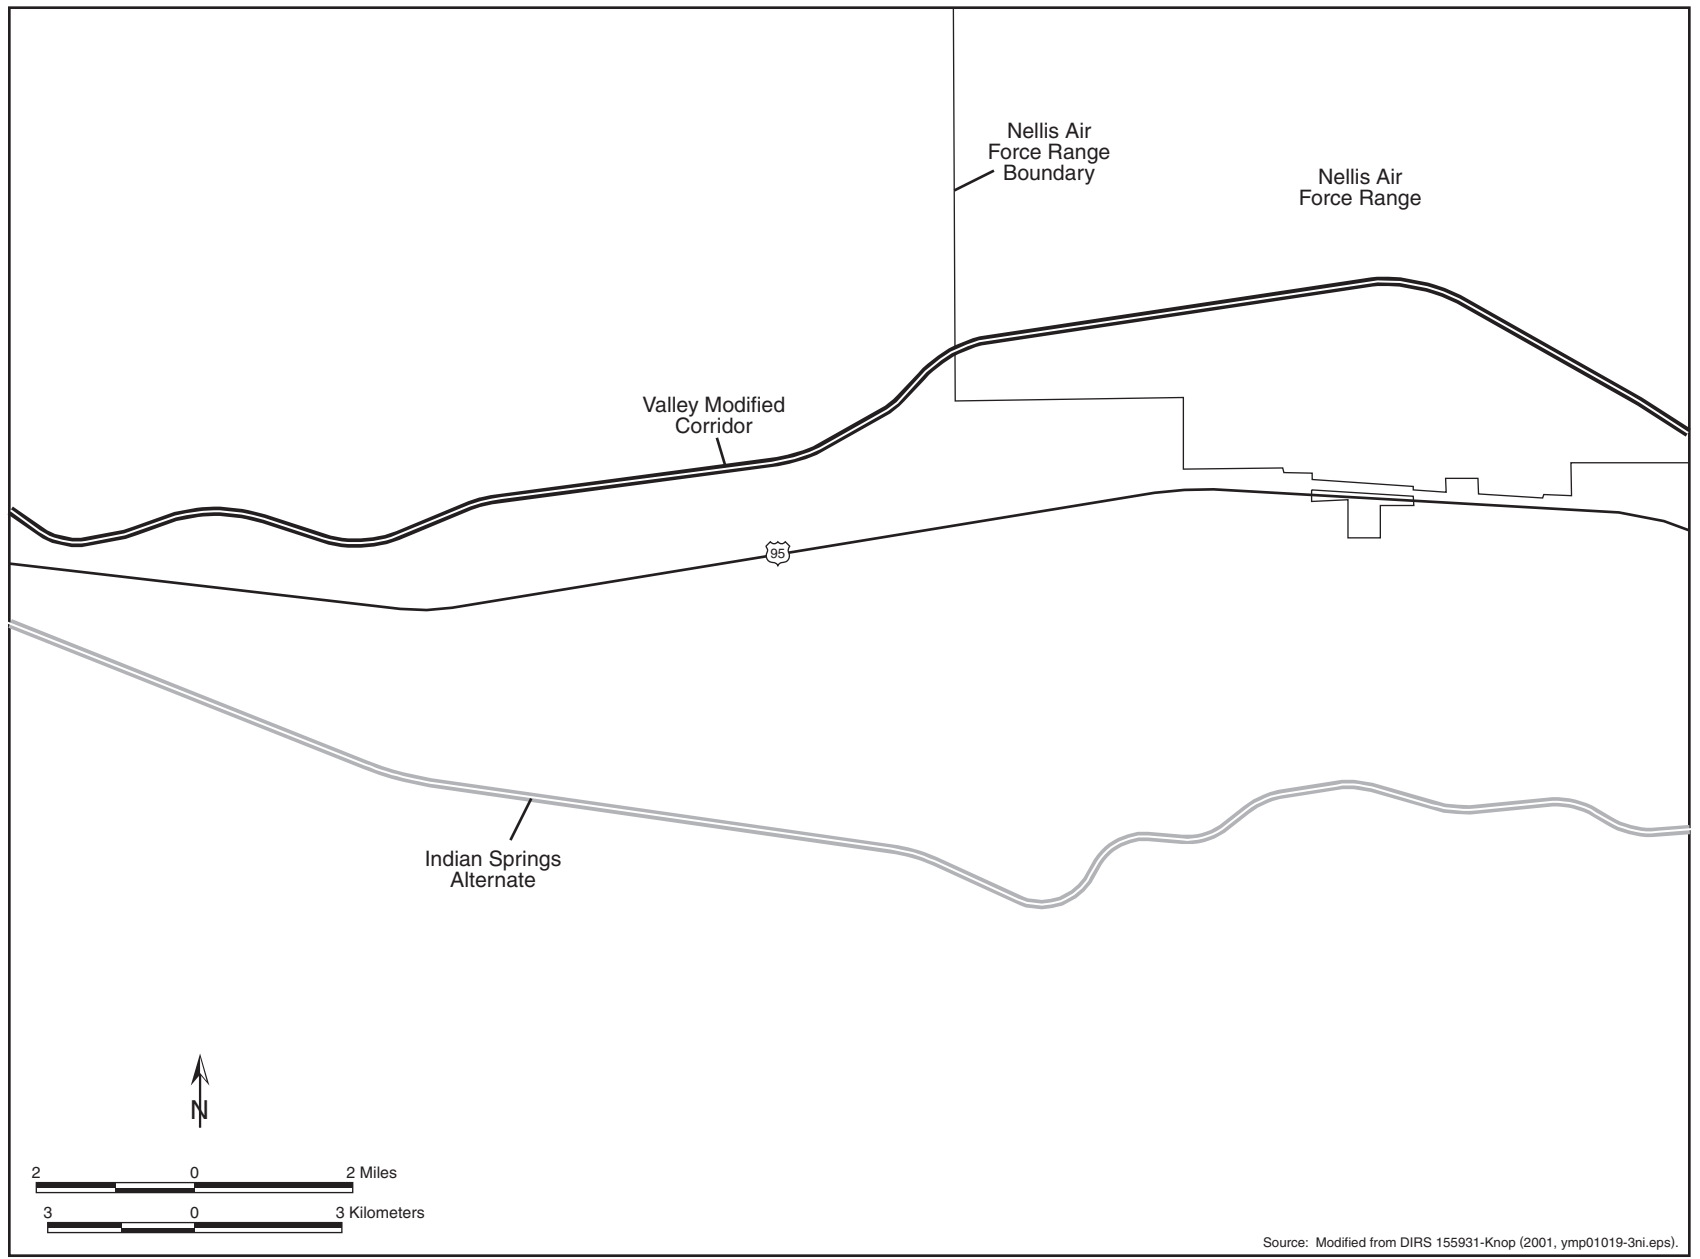 Nellis Air
Force Range
Boundary
Nellis Air
Force Range
Valley Modified
Corridor
95
Indian Springs
Alternate
N
2 0 2 Miles
3 0 3 Kilometers
Source: Modified from DIRS 155931-Knop (2001, ymp01019-3ni.eps).